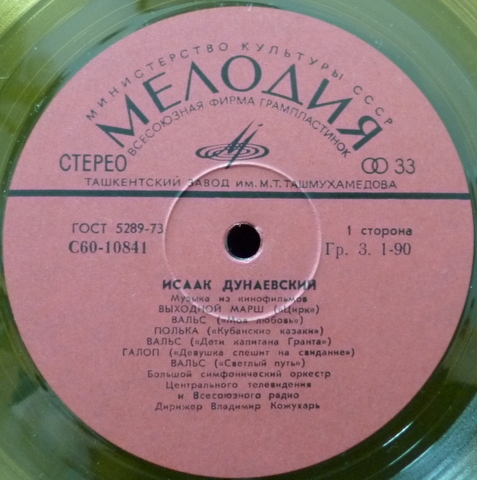 МИНИСТЕРСТВО КУЛЬТУРЫ СССР
МЕЛОДИЯ
ВСЕСОЮЗНАЯ ФИРМА ГРАМПЛАСТИНОК
СТЕРЕО
33
ТАШКЕНТСКИЙ ЗАВОД ИМ. М.Т. ТАШМУХАМЕДОВА
ГОСТ 5289-73
С60-10841
1 сторона
Гр. 3. 1-90
ИСААК ДУНАЕВСКИЙ
Музыка из кинофильмов
ВЫХОДНОЙ МАРШ («Цирк»)
ВАЛЬС («Моя любовь»)
ПОЛЬКА («Кубанские казаки»)
ВАЛЬС («Дети капитана Гранта»)
ГАЛОП («Девушка спешит на свидание»)
ВАЛЬС («Светлый путь»)
Большой симфонический оркестр
Центрального телевидения
и Всесоюзного радио
Дирижер Владимир Кожухарь